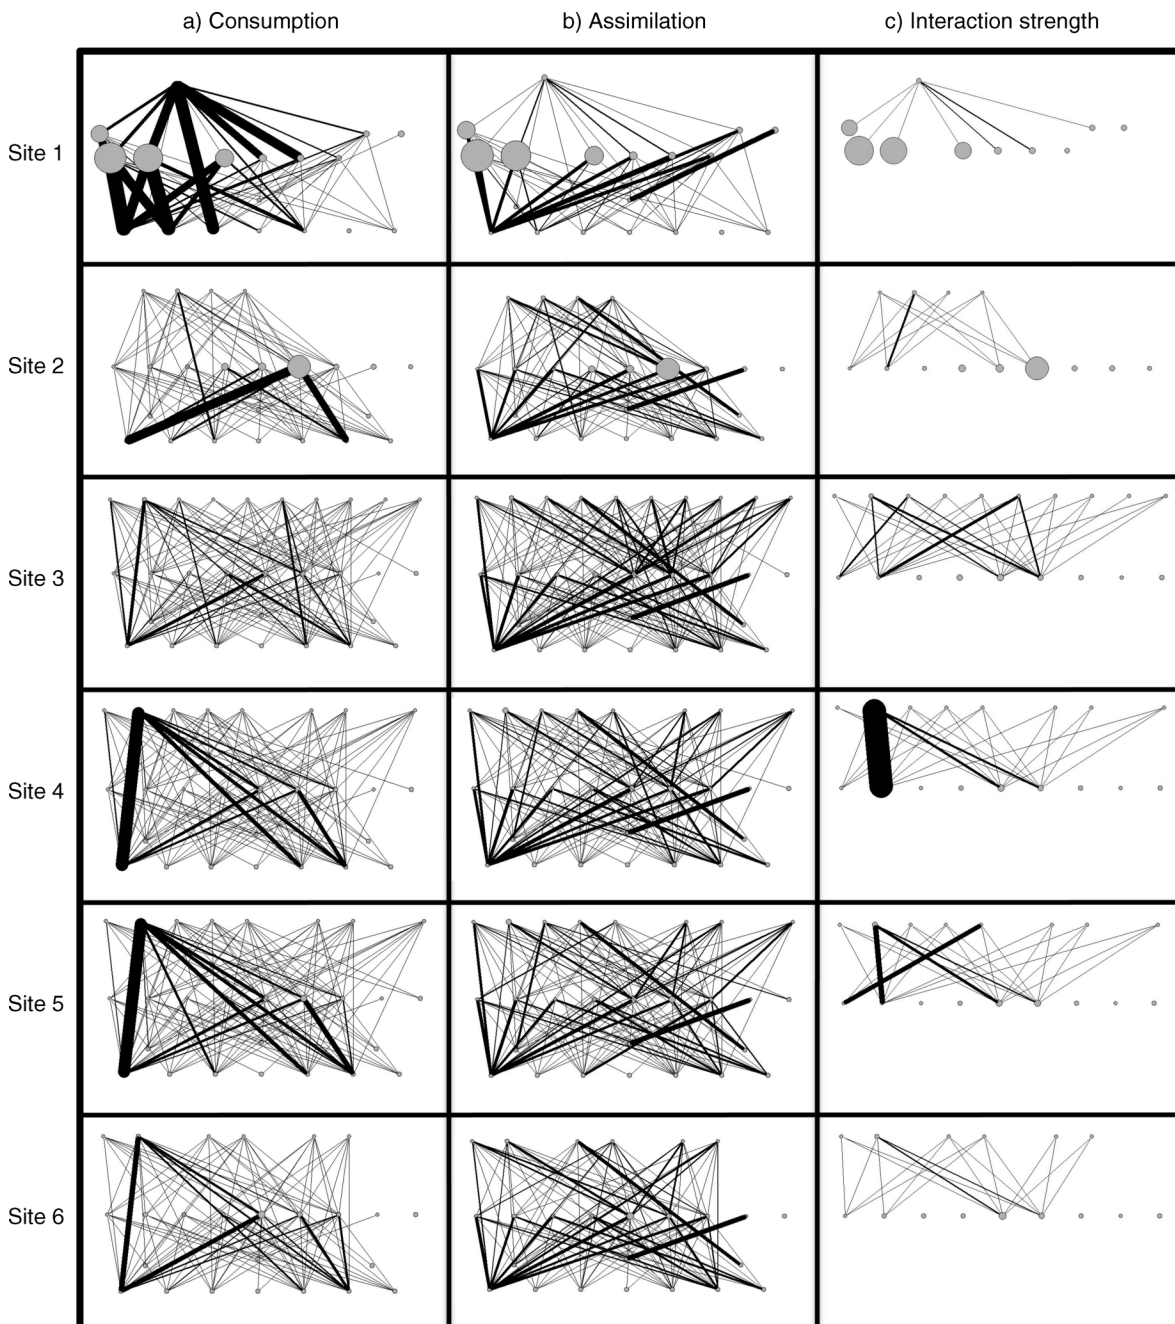 a) Consumption
b) Assimilation
c) Interaction strength
Site 1
Site 2
Site 3
Site 4
Site 5
Site 6